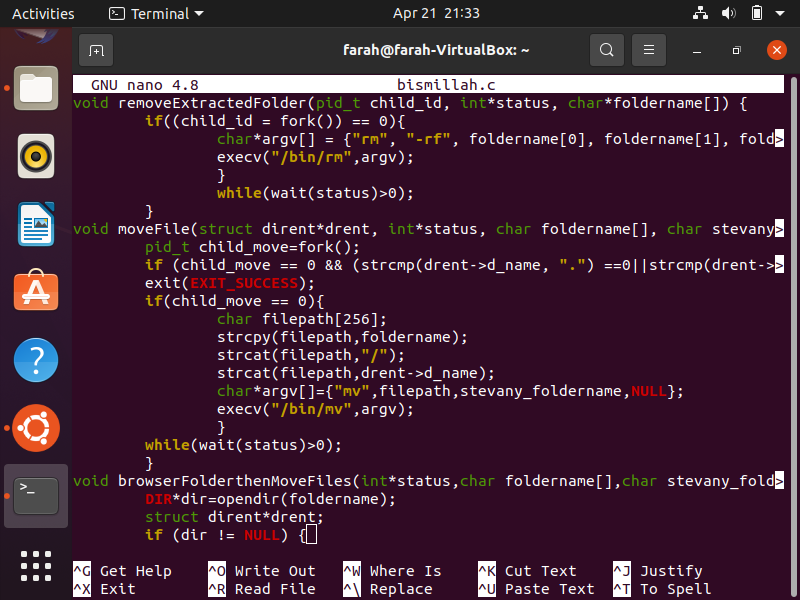 Activities Terminal Apr 21 21:33
farah@farah-VirtualBox: ~
GNU nano 4.8 bismillah.c
void removeExtractedFolder(pid_t child_id, int*status, char*foldername[]) {
if((child_id = fork()) == 0){
char*argv[] = {"rm", "-rf", foldername[0], foldername[1], fold>
execv("/bin/rm",argv);
}
while(wait(status)>0);
}
void moveFile(struct dirent*drent, int*status, char foldername[], char stevany>
pid_t child_move=fork();
if (child_move == 0 && (strcmp(drent->d_name, ".") ==0||strcmp(drent->>
exit(EXIT_SUCCESS);
if(child_move == 0){
char filepath[256];
strcpy(filepath,foldername);
strcat(filepath,"/");
strcat(filepath,drent->d_name);
char*argv[]={"mv",filepath,stevany_foldername,NULL};
execv("/bin/mv",argv);
}
while(wait(status)>0);
}
void browserFolderthenMoveFiles(int*status,char foldername[],char stevany_fold>
DIR*dir=opendir(foldername);
struct dirent*drent;
if (dir != NULL) {
^G Get Help ^O Write Out ^W Where Is ^K Cut Text ^J Justify
^X Exit ^R Read File ^\ Replace ^U Paste Text ^T To Spell